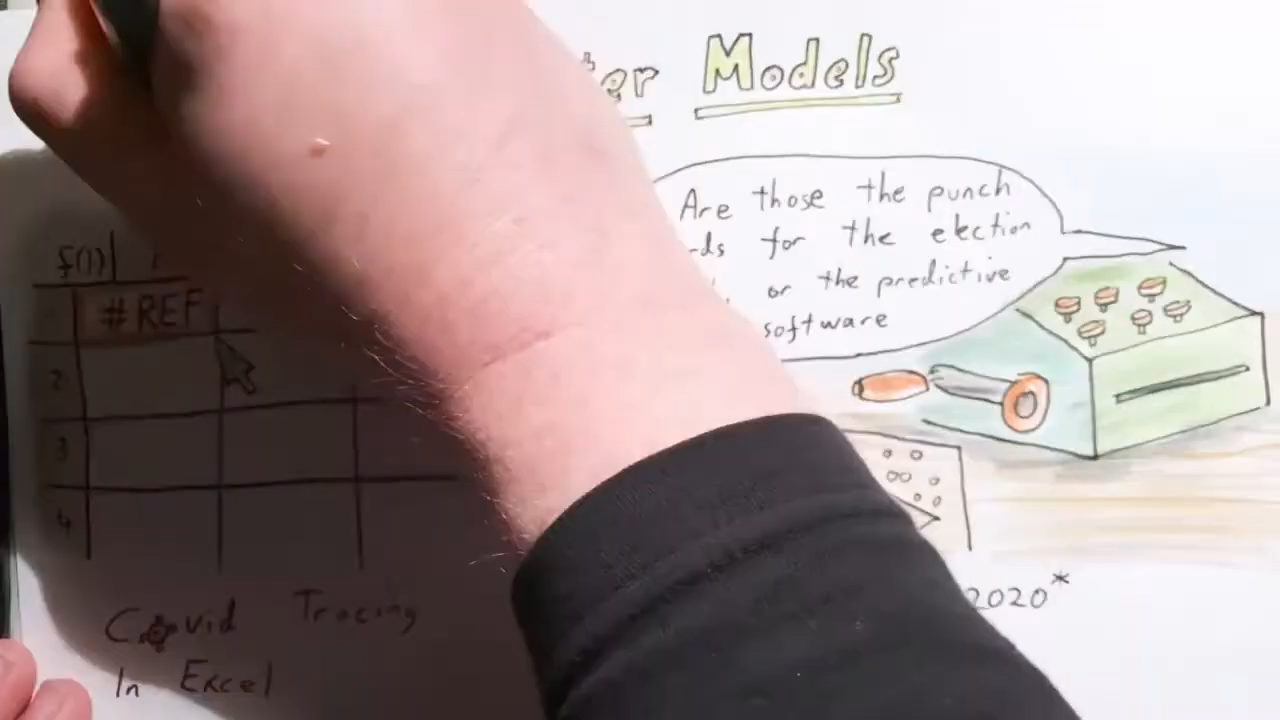 Models
Are those the punch
for the election
or the predictive
software
f(1)
#REF
2
3
4
2020*
Covid Tracing
In Excel